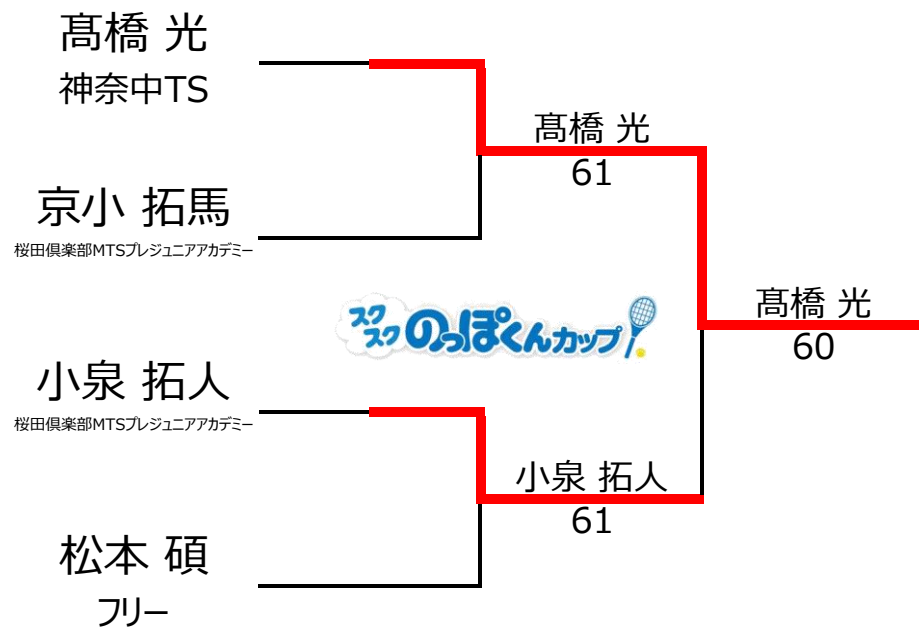 髙橋 光
神奈中TS
髙橋 光
61
京小 拓馬
桜田倶楽部MTSプレジュニアアカデミー
スクスクのっぽくんカップ
髙橋 光
60
小泉 拓人
桜田倶楽部MTSプレジュニアアカデミー
小泉 拓人
61
松本 碩
フリー